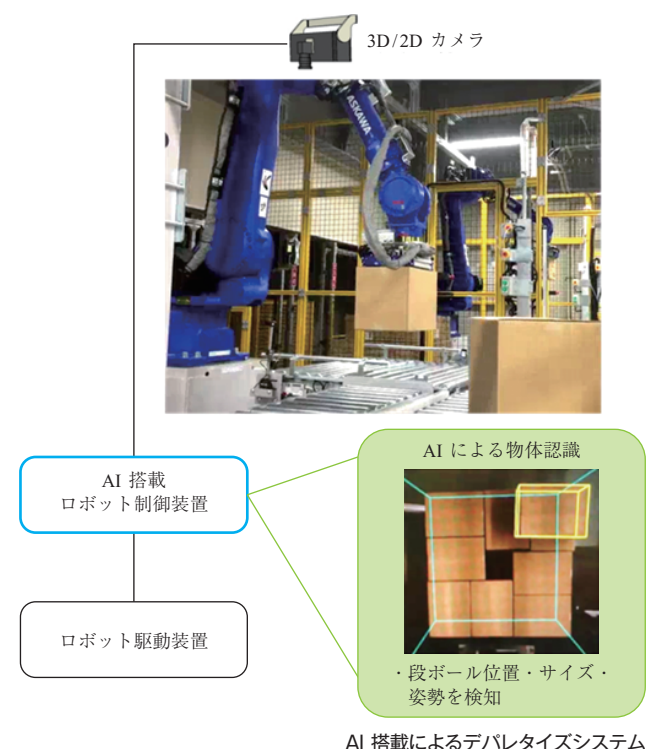 3D/2D カメラ
ASKAWA
AI 搭載
ロボット制御装置
AI による物体認識
ロボット駆動装置
・段ボール位置・サイズ・
姿勢を検知
AI 搭載によるデパレタイズシステム